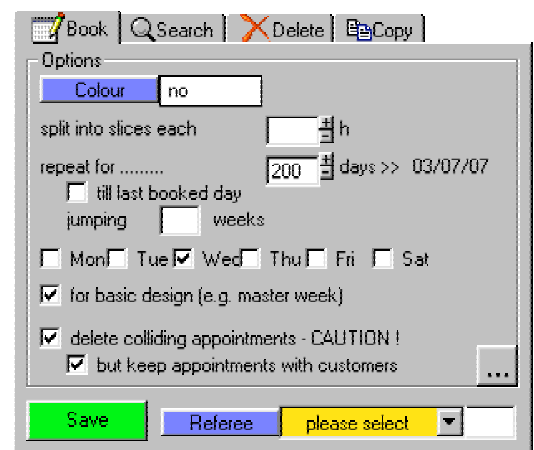 Book Search Delete Copy
Options
Colour no
split into slices each h
repeat for ......... 200 days >> 03/07/07
till last booked day
jumping weeks
Mon Tue Wed Thu Fri Sat
for basic design (e.g. master week)
delete colliding appointments - CAUTION !
but keep appointments with customers
...
Save Referee please select